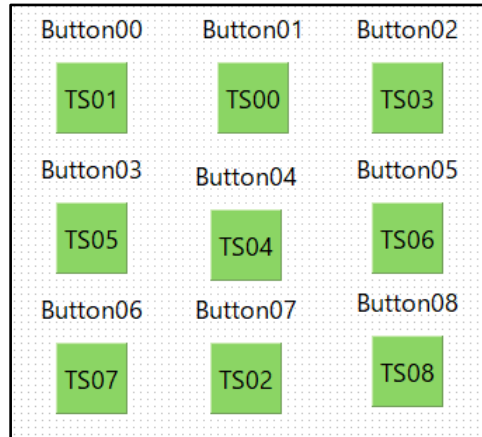 Button00 Button01 Button02
TS01 TS00 TS03
Button03 Button04 Button05
TS05 TS04 TS06
Button06 Button07 Button08
TS07 TS02 TS08